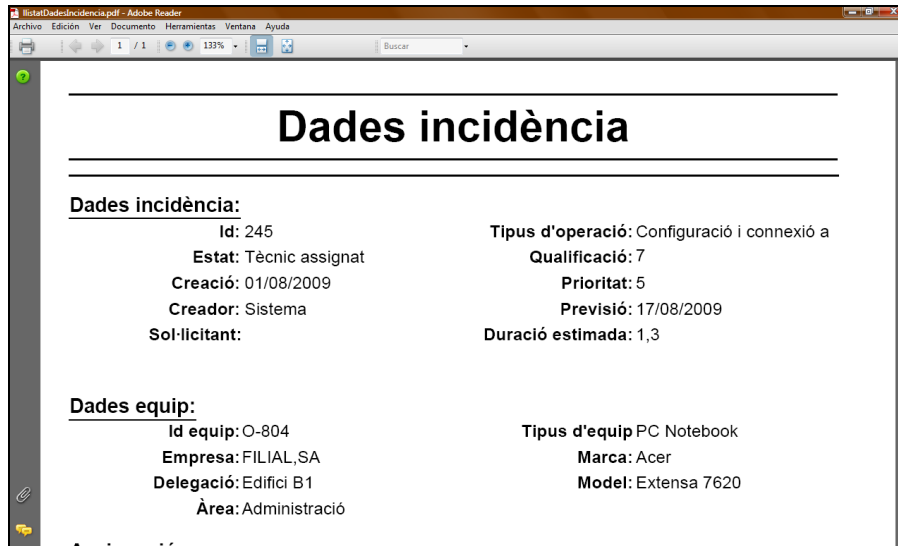 llistatDadesIncidencia.pdf - Adobe Reader
Archivo Edición Ver Documento Herramientas Ventana Ayuda
1 / 1 133% Buscar
Dades incidència
Dades incidència:
Id: 245 Tipus d'operació: Configuració i connexió a
Estat: Tècnic assignat Qualificació: 7
Creació: 01/08/2009 Prioritat: 5
Creador: Sistema Previsió: 17/08/2009
Sol·licitant: Duració estimada: 1,3
Dades equip:
Id equip: O-804 Tipus d'equip PC Notebook
Empresa: FILIAL,SA Marca: Acer
Delegació: Edifici B1 Model: Extensa 7620
Àrea: Administració